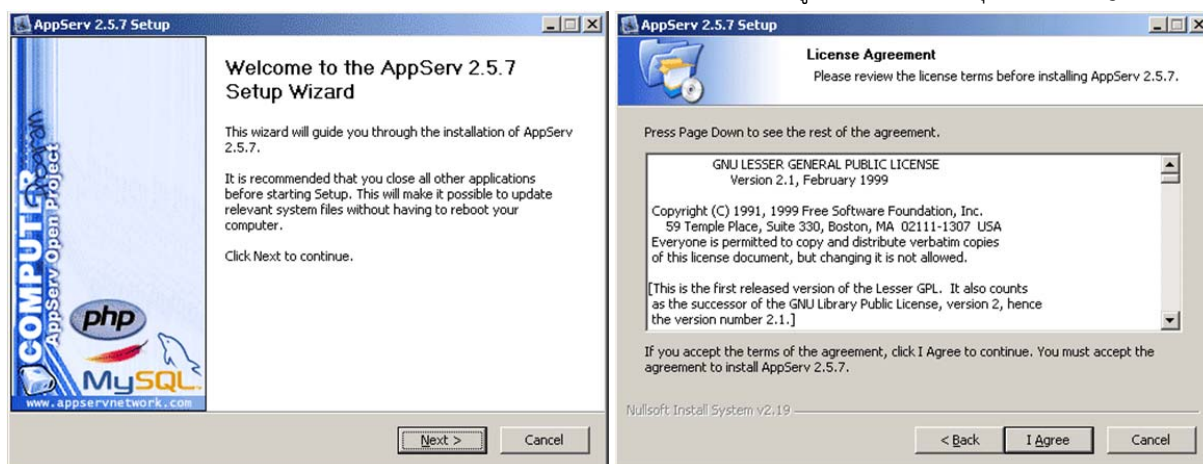 AppServ 2.5.7 Setup
Welcome to the AppServ 2.5.7
Setup Wizard
This wizard will guide you through the installation of AppServ
2.5.7.
It is recommended that you close all other applications
before starting Setup. This will make it possible to update
relevant system files without having to reboot your
computer.
Click Next to continue.
COMPUTER
Program
AppServ Open Project
php
MySQL
www.appservnetwork.com
Next >
Cancel
AppServ 2.5.7 Setup
License Agreement
Please review the license terms before installing AppServ 2.5.7.
Press Page Down to see the rest of the agreement.
GNU LESSER GENERAL PUBLIC LICENSE
Version 2.1, February 1999
Copyright (C) 1991, 1999 Free Software Foundation, Inc.
59 Temple Place, Suite 330, Boston, MA 02111-1307 USA
Everyone is permitted to copy and distribute verbatim copies
of this license document, but changing it is not allowed.
[This is the first released version of the Lesser GPL. It also counts
as the successor of the GNU Library Public License, version 2, hence
the version number 2.1.]
If you accept the terms of the agreement, click I Agree to continue. You must accept the
agreement to install AppServ 2.5.7.
Nullsoft Install System v2.19
< Back
I Agree
Cancel